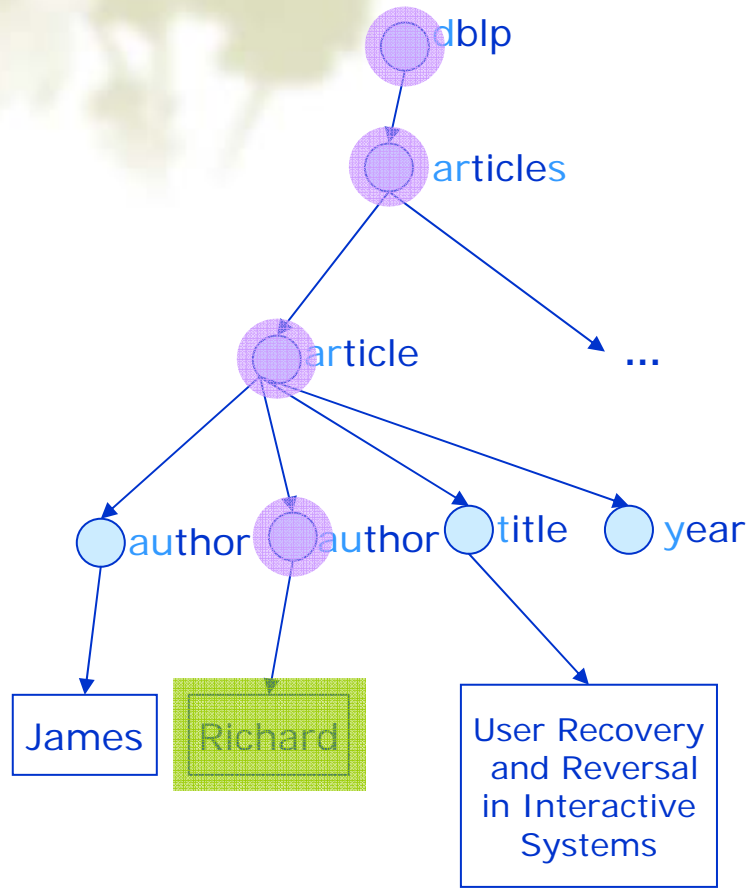 dblp
articles
article
...
author
author
title
year
James
Richard
User Recovery
and Reversal
in Interactive
Systems